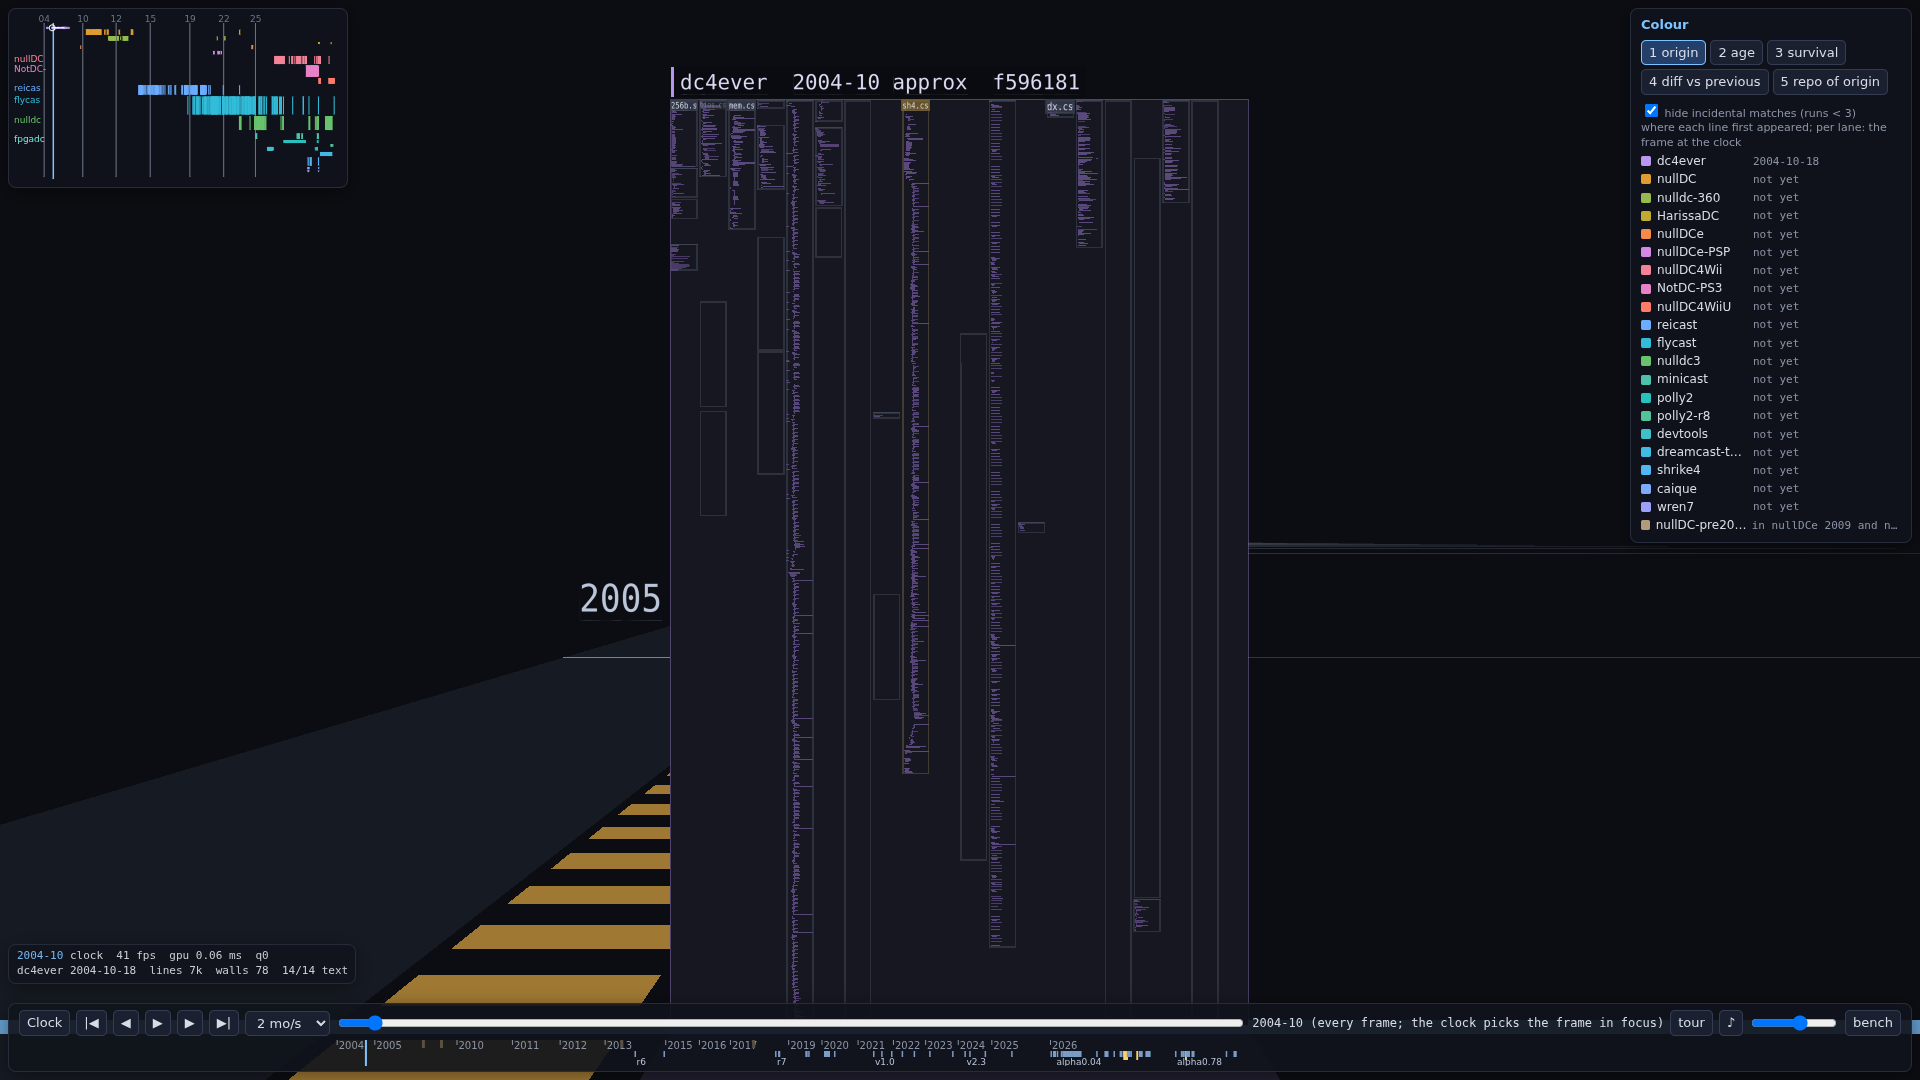 04 10 12 15 19 22 25
nullDC
NotDC-
reicas
flycas
nulldc
fpgadc
dc4ever 2004-10 approx f596181
256b.s mem.cs sh4.cs dx.cs
2005
Colour
1 origin 2 age 3 survival
4 diff vs previous 5 repo of origin
hide incidental matches (runs < 3)
where each line first appeared; per lane: the
frame at the clock
dc4ever 2004-10-18
nullDC not yet
nulldc-360 not yet
HarissaDC not yet
nullDCe not yet
nullDCe-PSP not yet
nullDC4Wii not yet
NotDC-PS3 not yet
nullDC4WiiU not yet
reicast not yet
flycast not yet
nulldc3 not yet
minicast not yet
polly2 not yet
polly2-r8 not yet
devtools not yet
dreamcast-t... not yet
shrike4 not yet
caique not yet
wren7 not yet
nullDC-pre20... in nullDCe 2009 and n...
2004-10 clock 41 fps gpu 0.06 ms q0
dc4ever 2004-10-18 lines 7k walls 78 14/14 text
Clock |◀ ◀ ▶ ▶ ▶| 2 mo/s 2004-10 (every frame; the clock picks the frame in focus) tour ♪ bench
2004 2005 2010 2011 2012 2013 2015 2016 2017 2019 2020 2021 2022 2023 2024 2025 2026
r6 r7 v1.0 v2.3 alpha0.04 alpha0.78